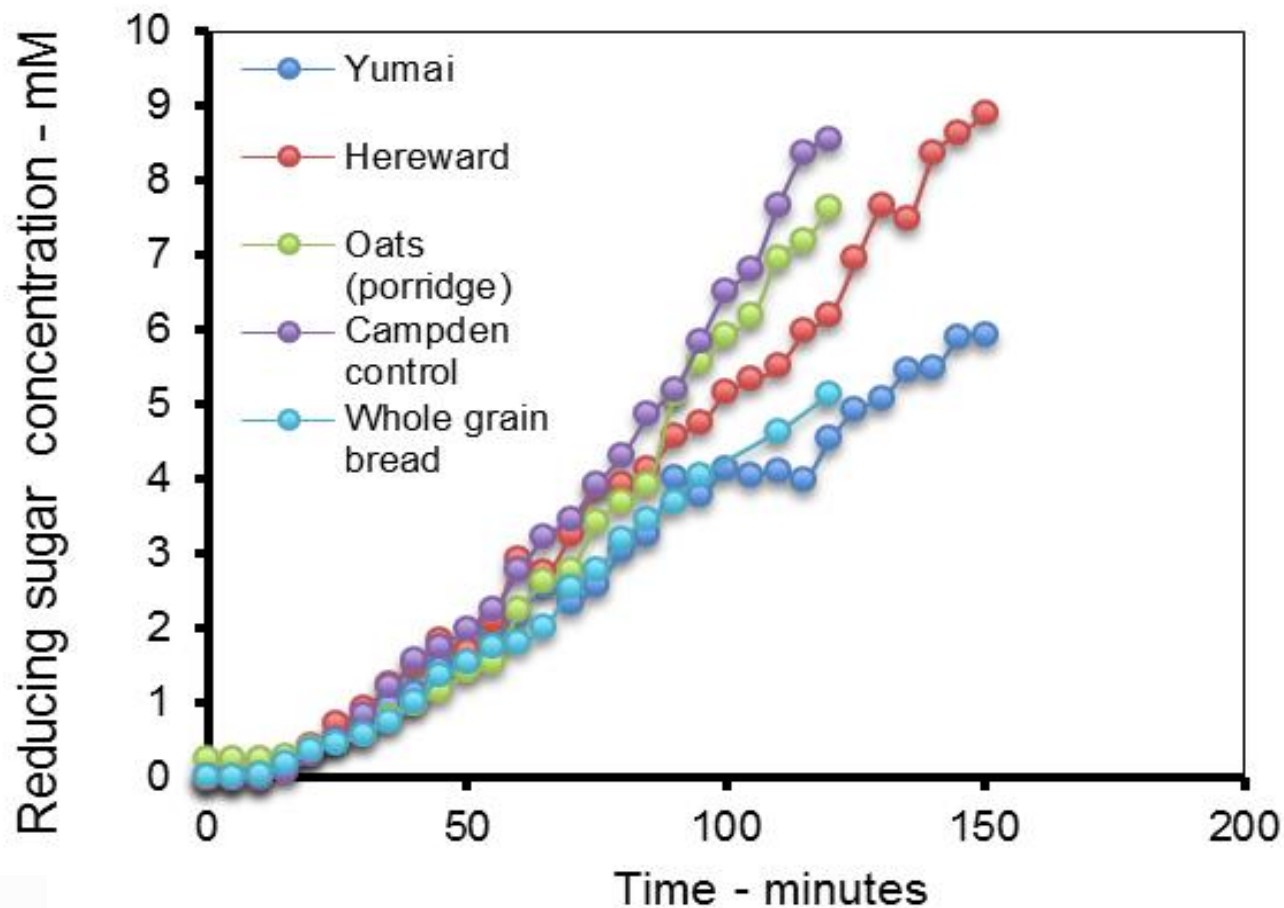 Reducing sugar concentration - mM
10
9
8
7
6
5
4
3
2
1
0
Yumai
Hereward
Oats
(porridge)
Campden
control
Whole grain
bread
0 50 100 150 200
Time - minutes